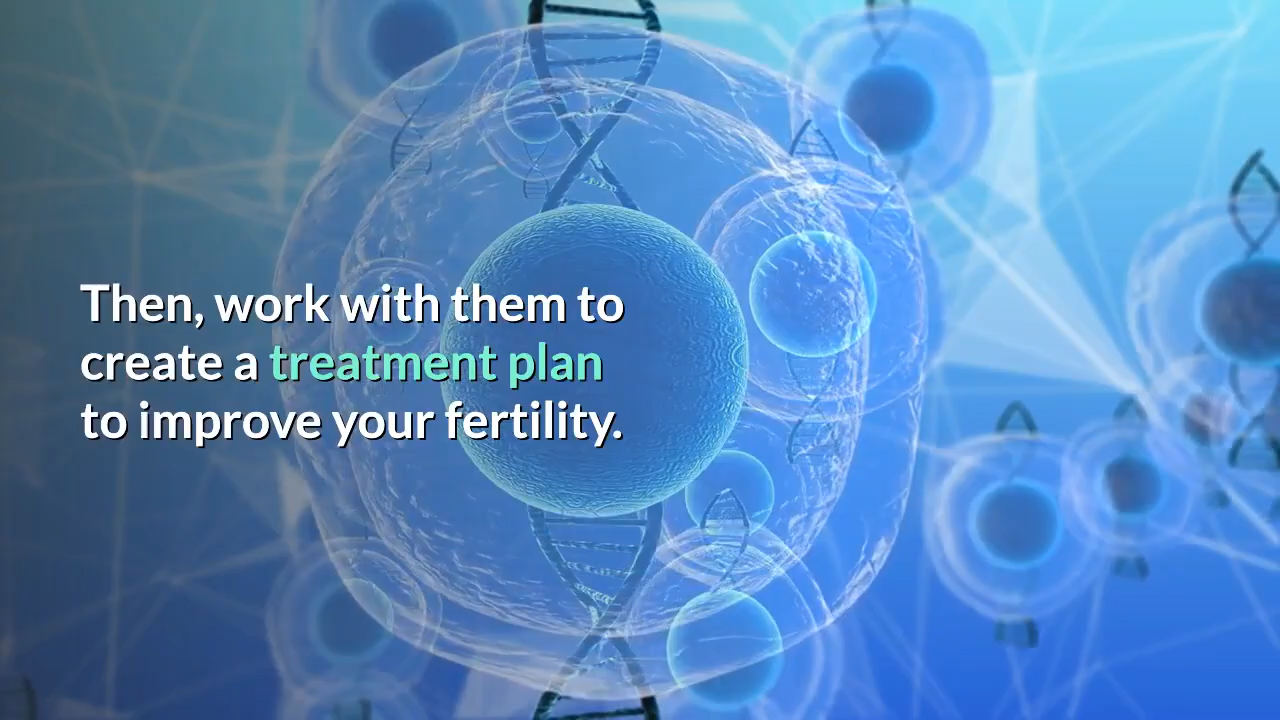 Then, work with them to
create a treatment plan
to improve your fertility.